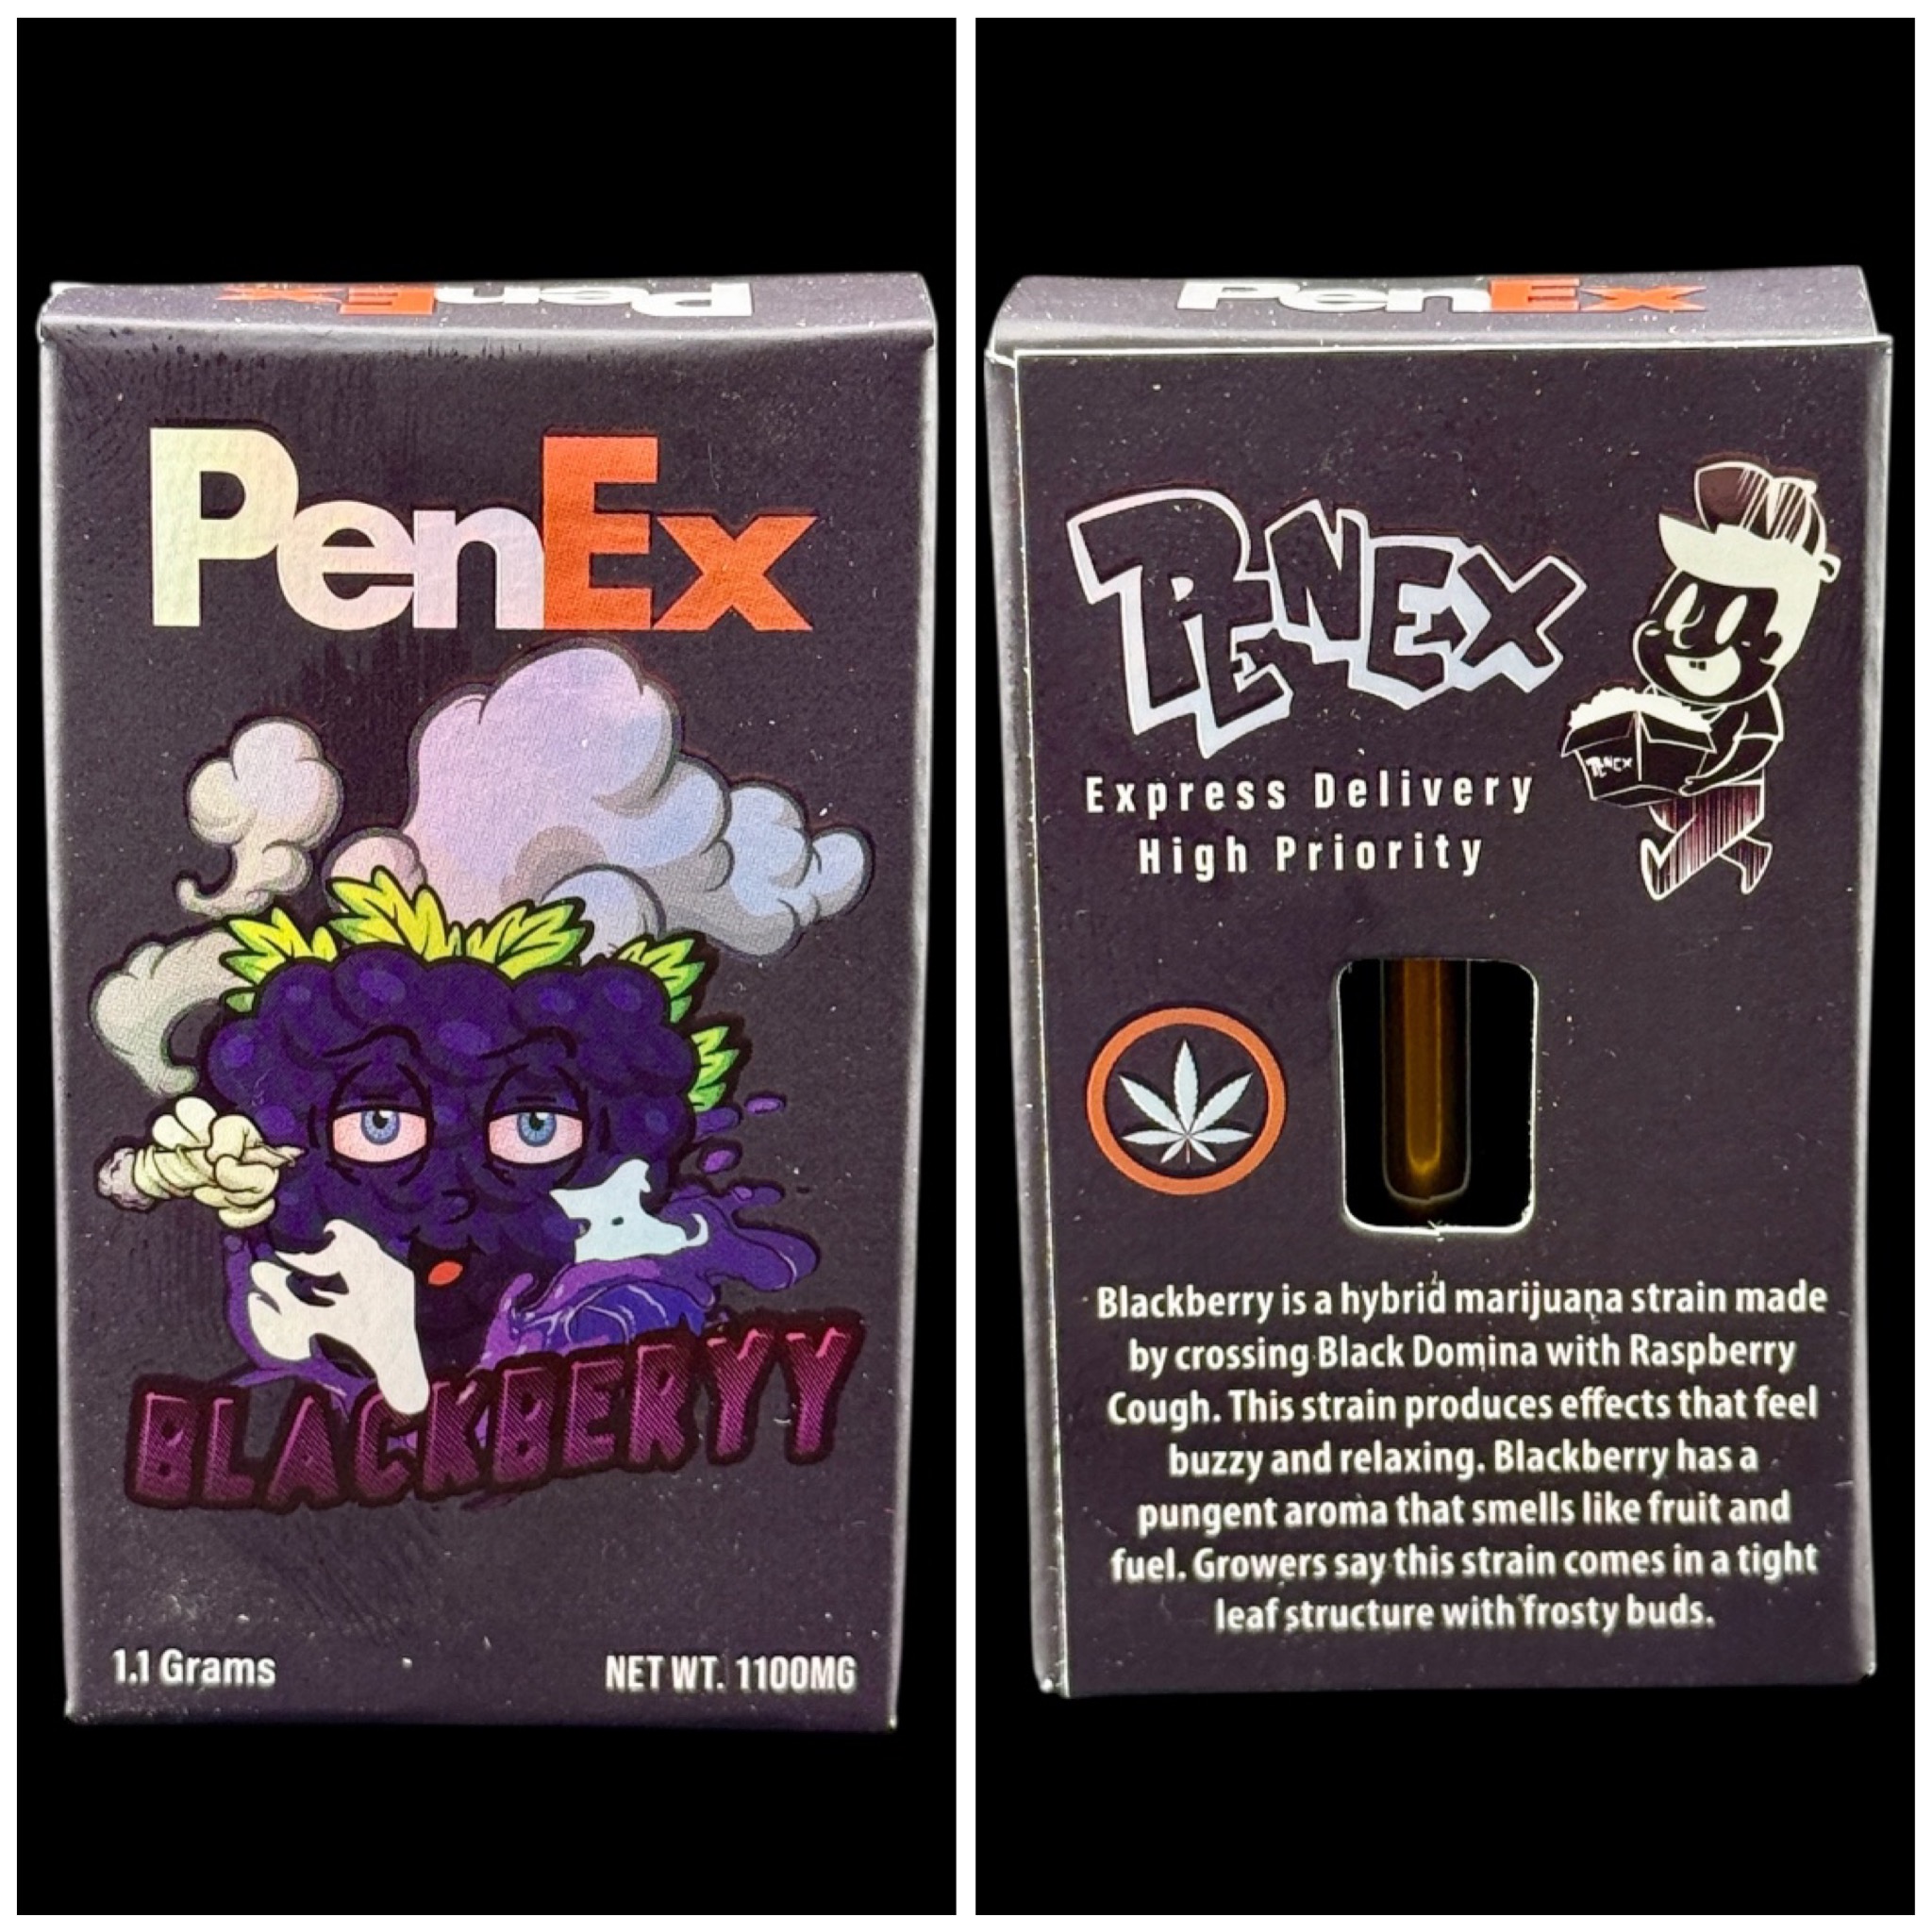 PenEx
PenEx
BLACKBERYY
1.1 Grams
NET WT. 1100MG
PenEx
PENEX
Express Delivery
High Priority
PENEX
Blackberry is a hybrid marijuana strain made
by crossing Black Domina with Raspberry
Cough. This strain produces effects that feel
buzzy and relaxing. Blackberry has a
pungent aroma that smells like fruit and
fuel. Growers say this strain comes in a tight
leaf structure with frosty buds.